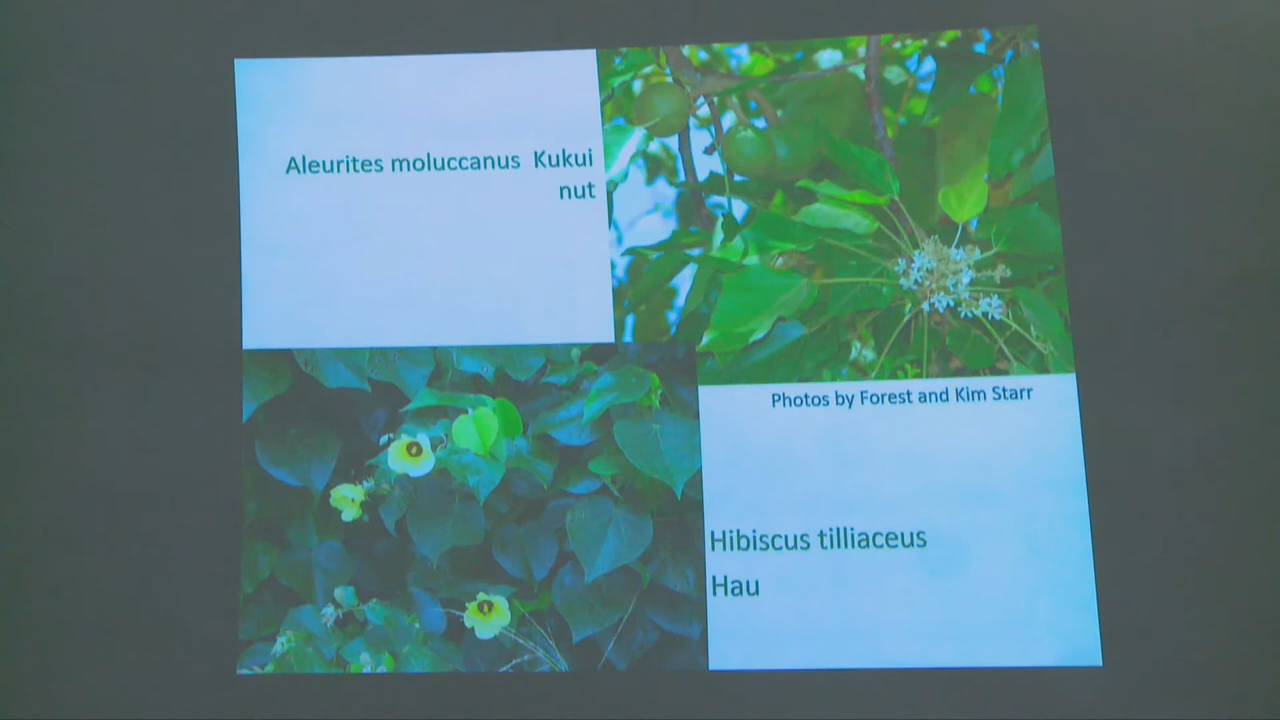 Aleurites moluccanus  Kukui
nut
Photos by Forest and Kim Starr
Hibiscus tilliaceus
Hau